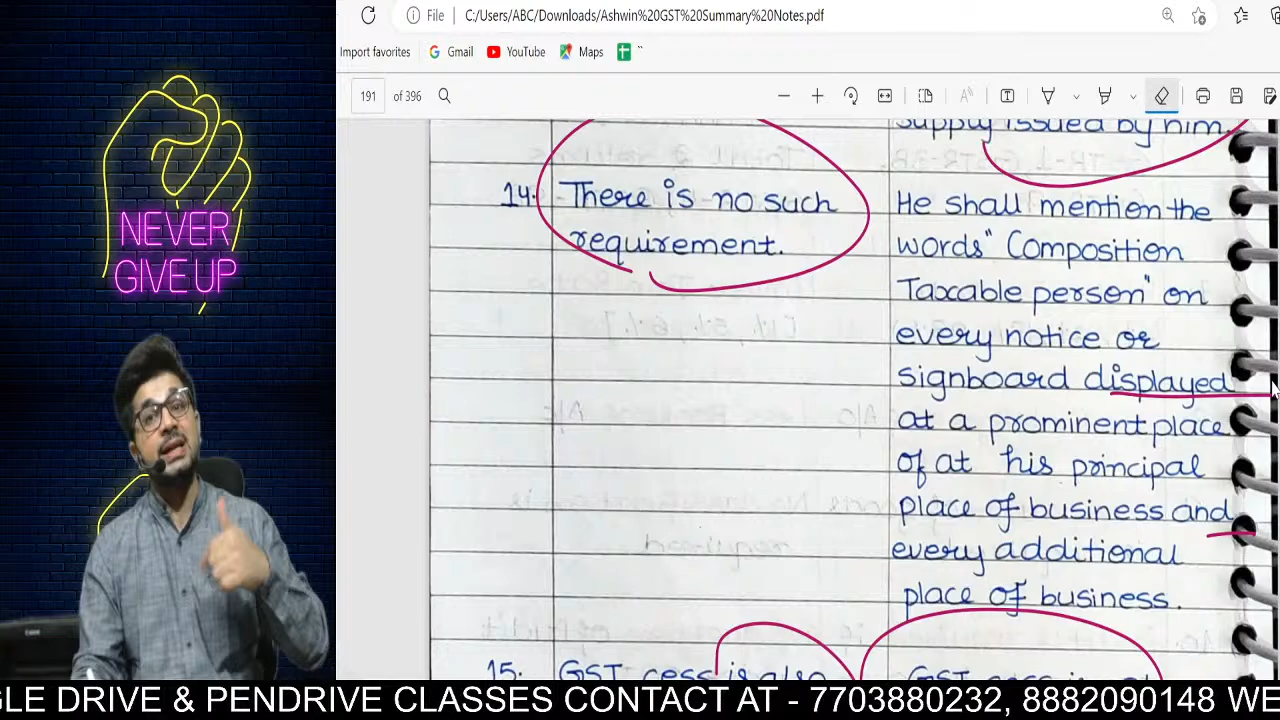 File | C:/Users/ABC/Downloads/Ashwin%20GST%20Summary%20Notes.pdf
Import favorites Gmail YouTube Maps
191 of 396
NEVER
GIVE UP
supply issued by him.
14. There is no such
requirement.
He shall mention the
words" Composition
Taxable person" on
every notice or
signboard displayed
at a prominent place
of at his principal
place of business and
every additional
place of business.
15. GST cess is also
GST cess is
GLE DRIVE & PENDRIVE CLASSES CONTACT AT - 7703880232, 8882090148 WE